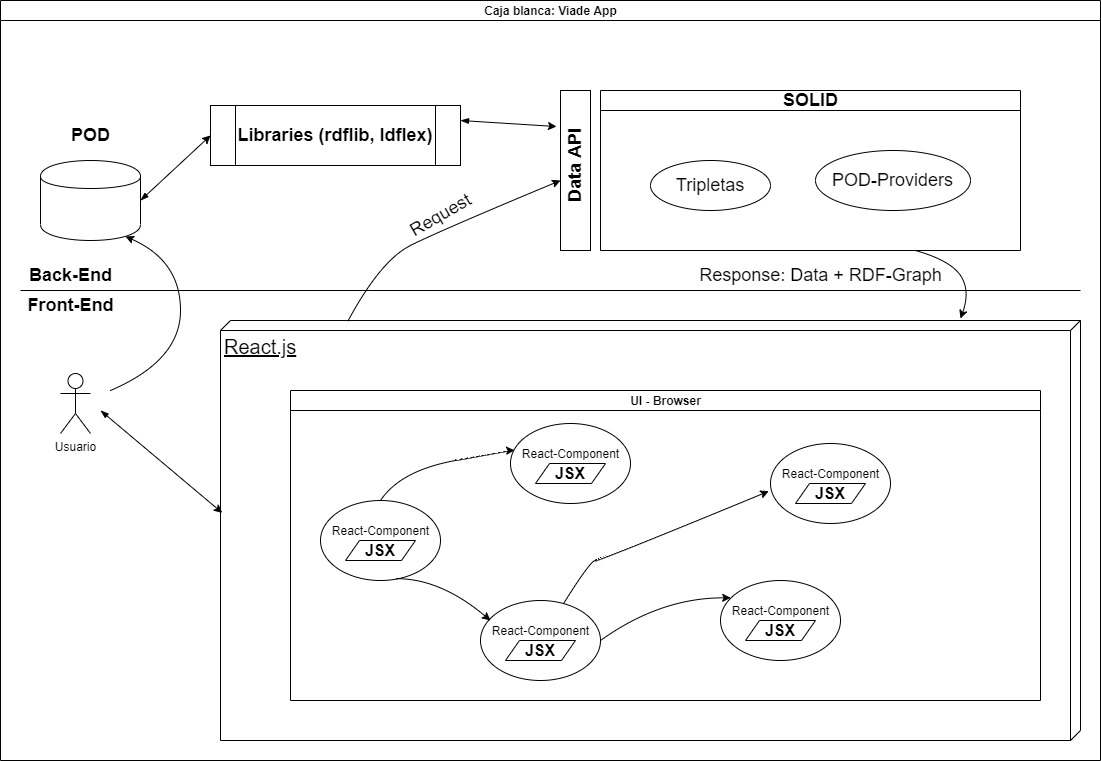 Caja blanca: Viade App
SOLID
POD
Libraries (rdflib, ldflex)
Data API
Tripletas
POD-Providers
Request
Back-End
Response: Data + RDF-Graph
Front-End
React.js
Usuario
UI - Browser
React-Component
JSX
React-Component
JSX
React-Component
JSX
React-Component
JSX
React-Component
JSX